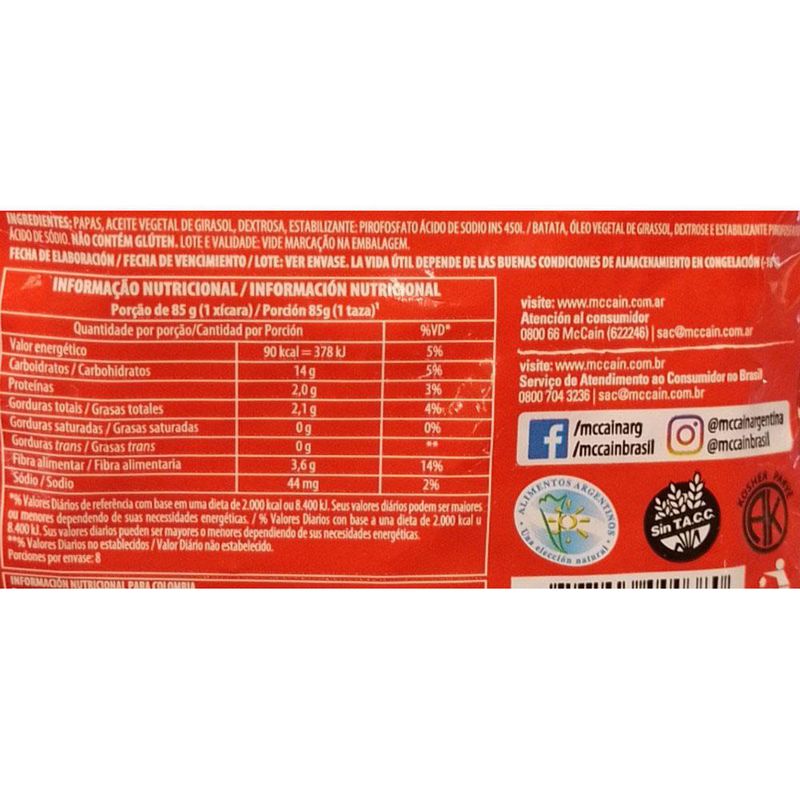 INGREDIENTES: PAPAS, ACEITE VEGETAL DE GIRASOL, DEXTROSA, ESTABILIZANTE: PIROFOSFATO ÁCIDO DE SODIO INS 450I. / BATATA, ÓLEO VEGETAL DE GIRASSOL, DEXTROSE E ESTABILIZANTE
ÁCIDO DE SÓDIO. NÃO CONTÉM GLÚTEN. LOTE E VALIDADE: VIDE MARCAÇÃO NA EMBALAGEM.
FECHA DE ELABORACIÓN / FECHA DE VENCIMIENTO / LOTE: VER ENVASE. LA VIDA ÚTIL DEPENDE DE LAS BUENAS CONDICIONES DE ALMACENAMIENTO EN CONGELACIÓN
INFORMAÇÃO NUTRICIONAL / INFORMACIÓN NUTRICIONAL
Porção de 85 g (1 xícara) / Porción 85g (1 taza)¹
Quantidade por porção/Cantidad por Porción %VD*
Valor energético 90 kcal = 378 kJ 5%
Carboidratos / Carbohidratos 14 g 5%
Proteínas 2,0 g 3%
Gorduras totais / Grasas totales 2,1 g 4%
Gorduras saturadas / Grasas saturadas 0 g 0%
Gorduras trans / Grasas trans 0 g **
Fibra alimentar / Fibra alimentaria 3,6 g 14%
Sódio / Sodio 44 mg 2%
*% Valores Diários de referência com base em uma dieta de 2.000 kcal ou 8.400 kJ. Seus valores diários podem ser maiores
ou menores dependendo de suas necesidades energéticas. / % Valores Diarios con base a una dieta de 2.000 kcal u
8.400 kJ. Sus valores diarios pueden ser mayores o menores dependiendo de sus necesidades energéticas.
**% Valores Diarios no establecidos / Valor Diário não estabelecido.
Porciones por envase: 8
INFORMACIÓN NUTRICIONAL PARA COLOMBIA
visite: www.mccain.com.ar
Atención al consumidor
0800 66 McCain (622246) | sac@mccain.com.ar
visite: www.mccain.com.br
Serviço de Atendimento ao Consumidor no Brasil
0800 704 3236 | sac@mccain.com.br
/mccainarg
/mccainbrasil
@mccainargentina
@mccainbrasil
ALIMENTOS ARGENTINOS
Una elección natural
Sin T.A.C.C.
KOSHER PARVE